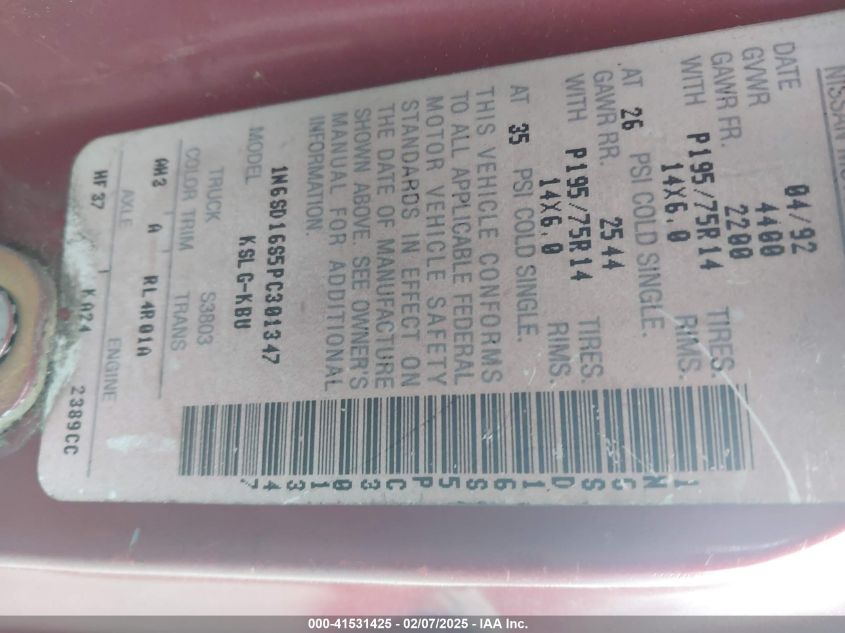 NISSAN
DATE 04/92
GVWR 4400
GAWR FR. 2200
WITH P195/75R14 TIRES
14X6.0 RIMS.
AT 26 PSI COLD SINGLE.
GAWR RR. 2544
WITH P195/75R14 TIRES.
14X6.0 RIMS.
AT 35 PSI COLD SINGLE.
THIS VEHICLE CONFORMS
TO ALL APPLICABLE FEDERAL
MOTOR VEHICLE SAFETY
STANDARDS IN EFFECT ON
THE DATE OF MANUFACTURE
SHOWN ABOVE. SEE OWNER'S
MANUAL FOR ADDITIONAL
INFORMATION.
1N6SD16S5PC301347
1N6SD16S5PC301347
MODEL KSLG-KBU
TRUCK S3803
COLOR TRIM TRANS
AH3 A RL4R01A
AXLE ENGINE
HF37 KA24 2389CC
000-41531425 - 02/07/2025 - IAA Inc.